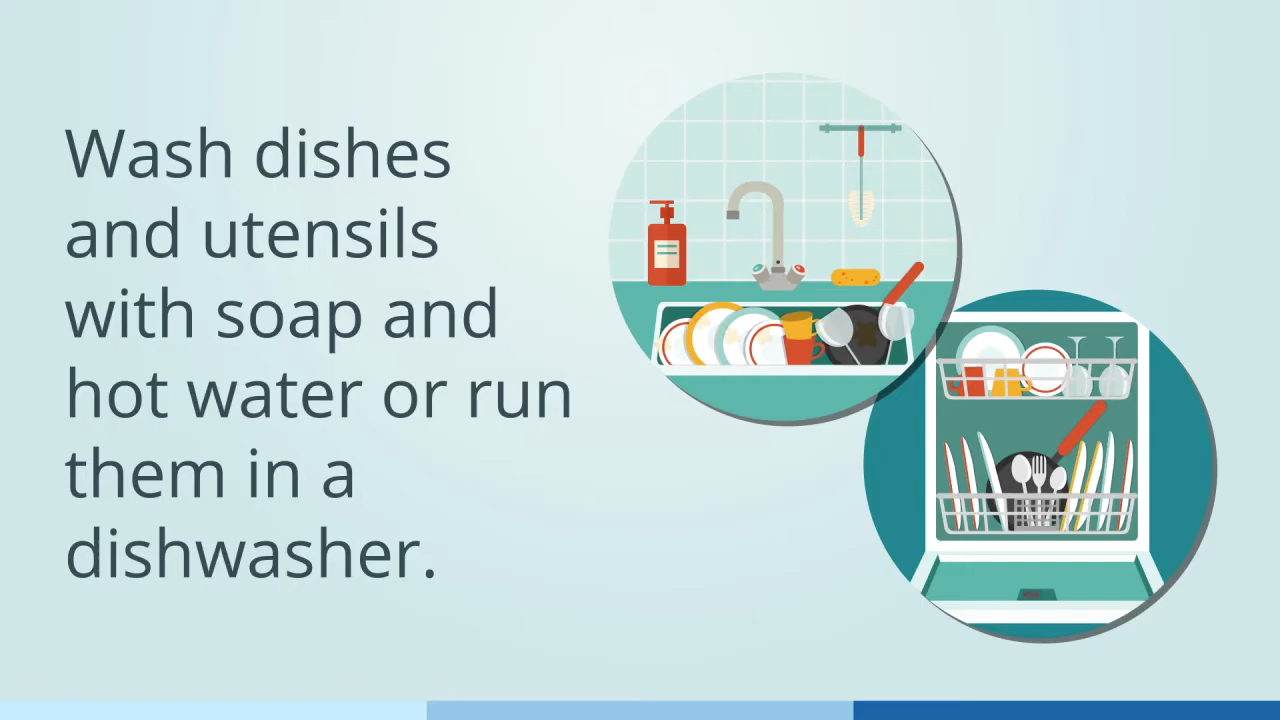 Wash dishes
and utensils
with soap and
hot water or run
them in a
dishwasher.